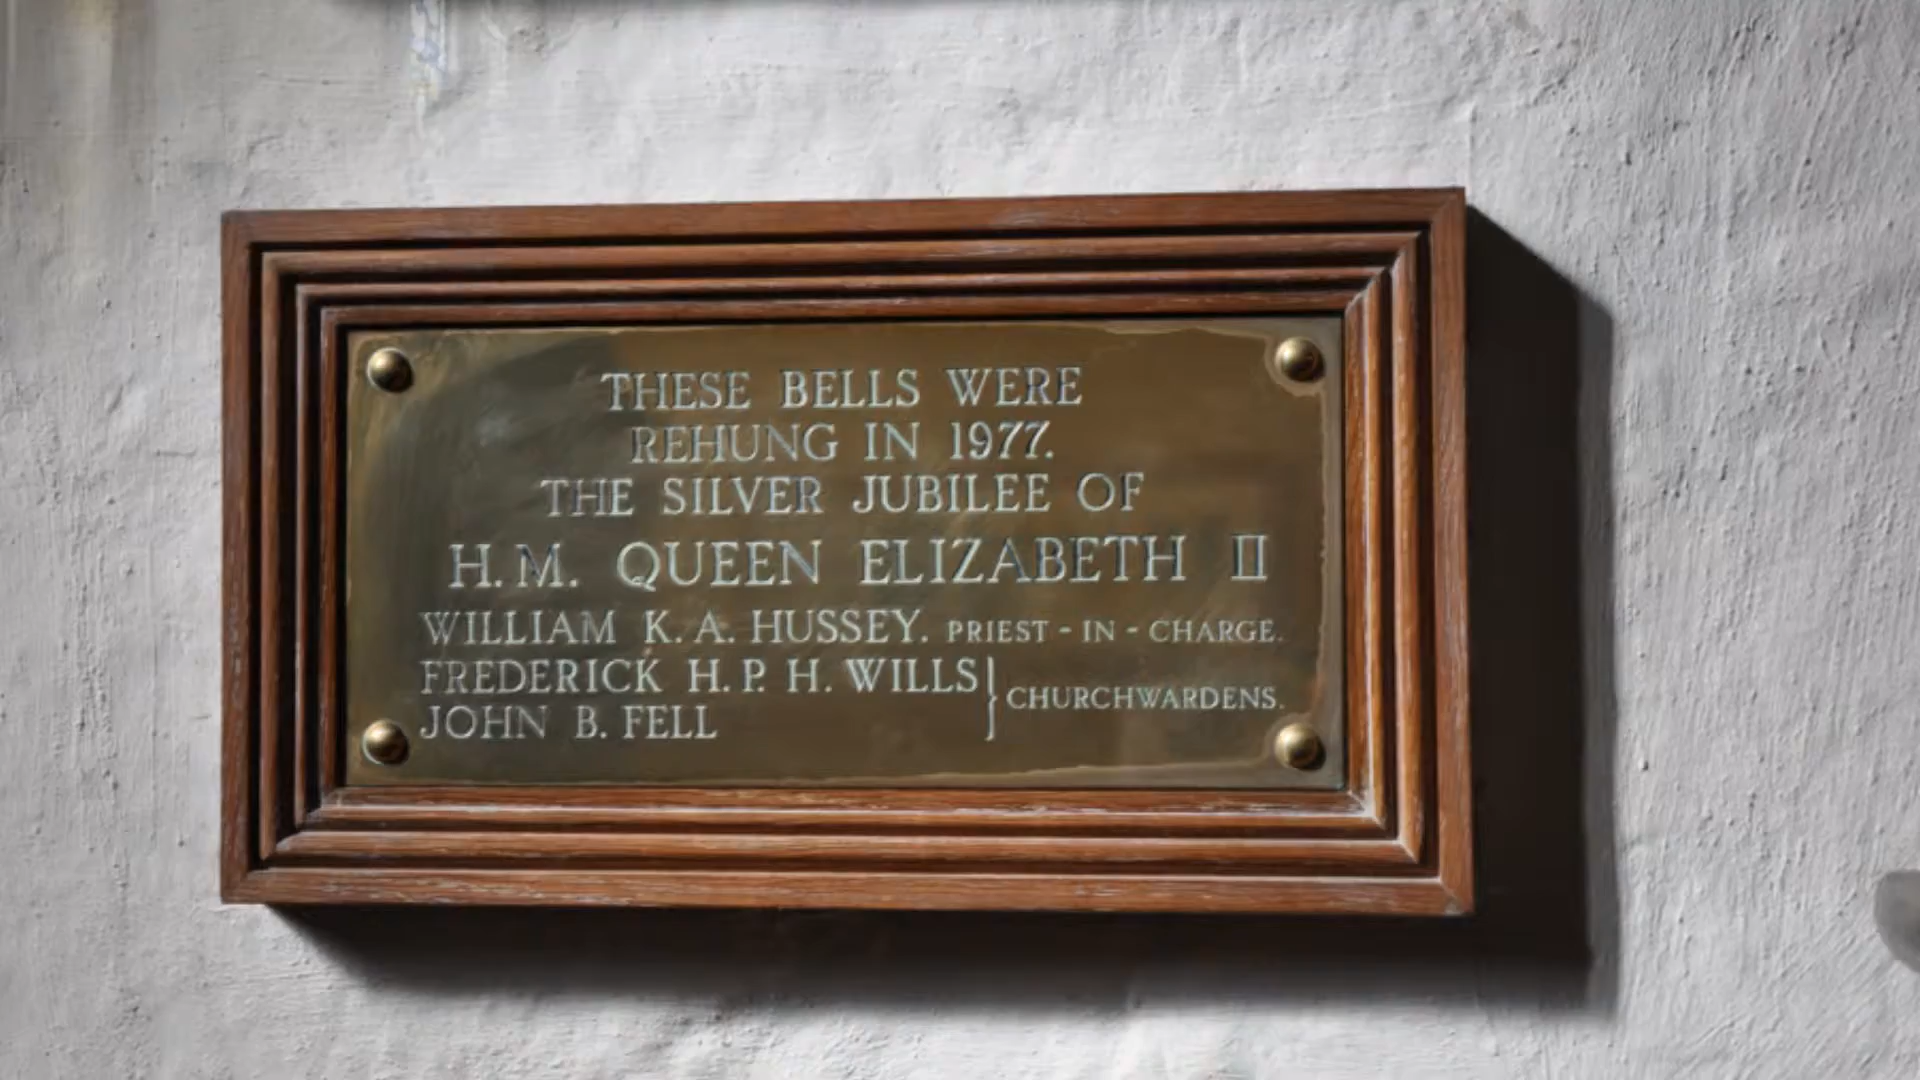 THESE BELLS WERE
REHUNG IN 1977.
THE SILVER JUBILEE OF
H.M. QUEEN ELIZABETH II
WILLIAM K. A. HUSSEY. PRIEST - IN - CHARGE.
FREDERICK H. P. H. WILLS
JOHN B. FELL
CHURCHWARDENS.